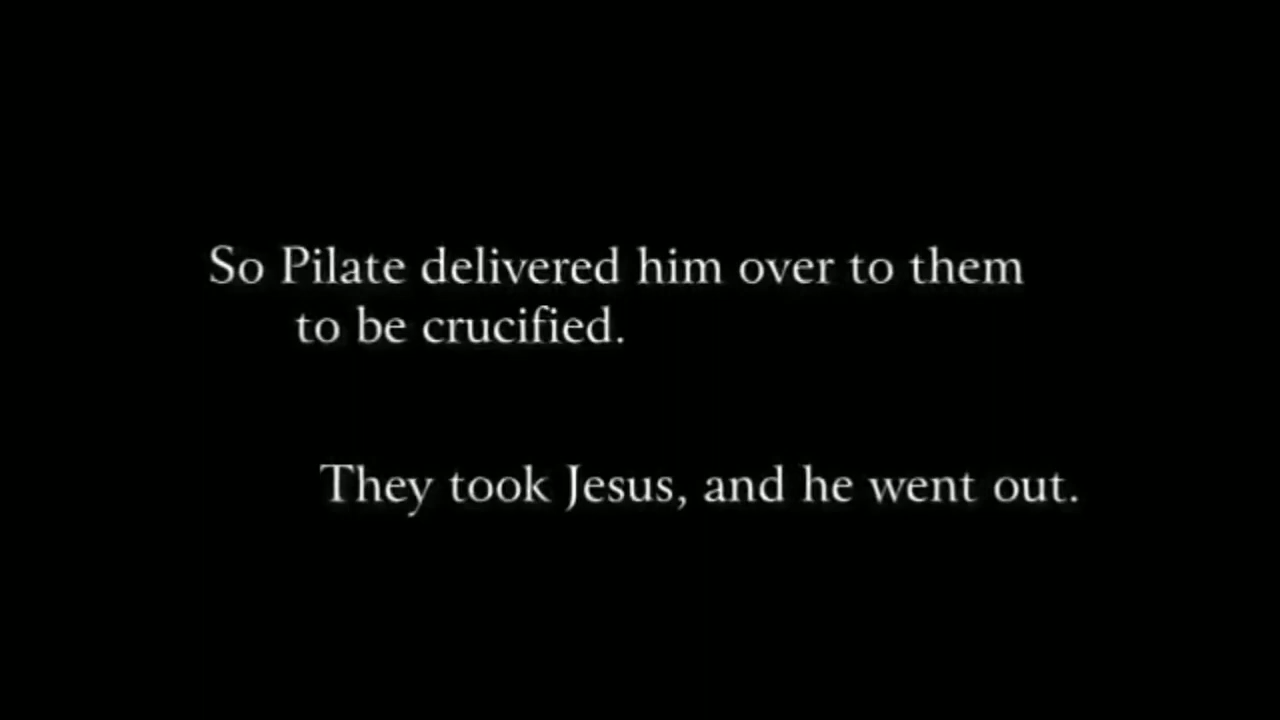 So Pilate delivered him over to them
to be crucified.
They took Jesus, and he went out.